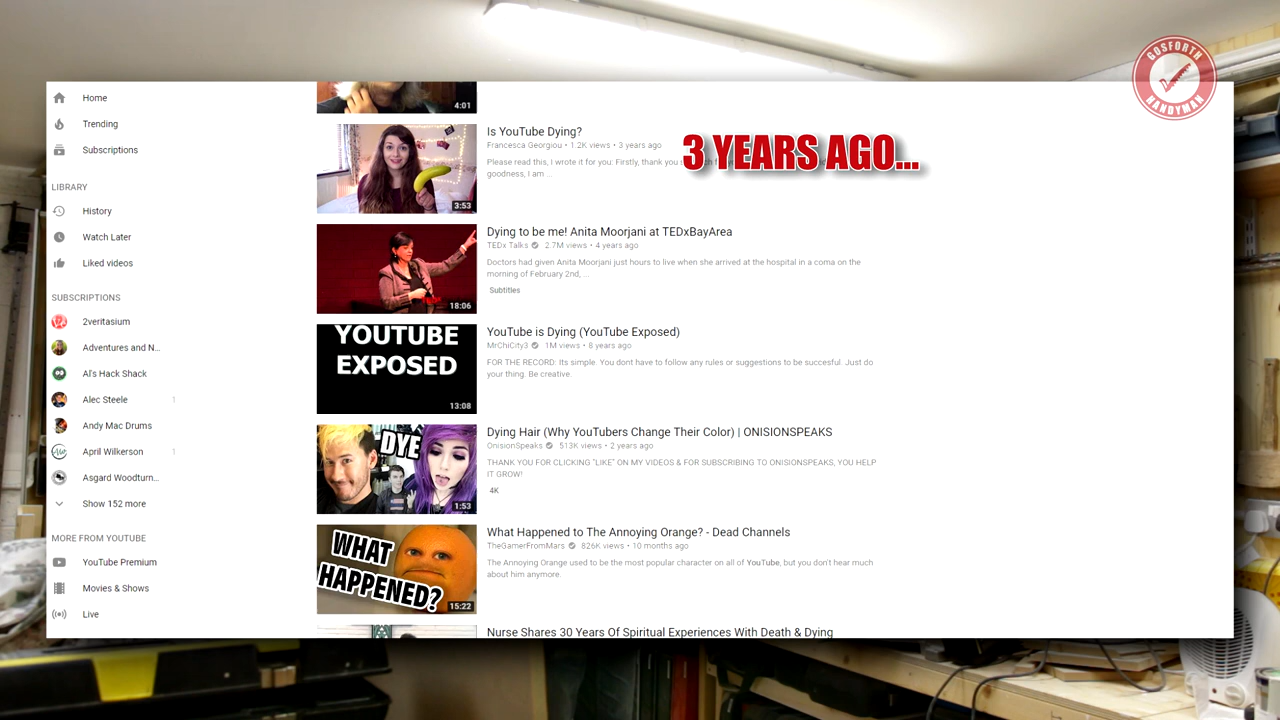 GOSFORTH
HANDYMAN
Home
Trending
Subscriptions
LIBRARY
History
Watch Later
Liked videos
SUBSCRIPTIONS
2veritasium
Adventures and N...
Al's Hack Shack
Alec Steele 1
Andy Mac Drums
April Wilkerson 1
Asgard Woodturn...
Show 152 more
MORE FROM YOUTUBE
YouTube Premium
Movies & Shows
Live
4:01
3:53
Is YouTube Dying?
Francesca Georgiou • 1.2K views • 3 years ago
3 YEARS AGO...
Please read this, I wrote it for you: Firstly, thank you
goodness, I am ...
18:06
Dying to be me! Anita Moorjani at TEDxBayArea
TEDx Talks 2.7M views • 4 years ago
Doctors had given Anita Moorjani just hours to live when she arrived at the hospital in a coma on the
morning of February 2nd, ...
Subtitles
YOUTUBE
EXPOSED
13:08
YouTube is Dying (YouTube Exposed)
MrChiCity3 1M views • 8 years ago
FOR THE RECORD: Its simple. You dont have to follow any rules or suggestions to be succesful. Just do
your thing. Be creative.
DYE
1:53
Dying Hair (Why YouTubers Change Their Color) | ONISIONSPEAKS
OnisionSpeaks 513K views • 2 years ago
THANK YOU FOR CLICKING "LIKE" ON MY VIDEOS & FOR SUBSCRIBING TO ONISIONSPEAKS, YOU HELP
IT GROW!
4K
WHAT
HAPPENED?
15:22
What Happened to The Annoying Orange? - Dead Channels
TheGamerFromMars 826K views • 10 months ago
The Annoying Orange used to be the most popular character on all of YouTube, but you don't hear much
about him anymore.
Nurse Shares 30 Years Of Spiritual Experiences With Death & Dying